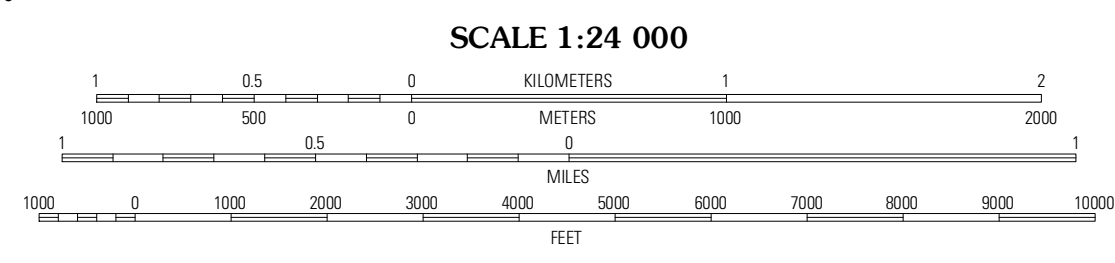 SCALE 1:24 000
1 0.5 0 KILOMETERS 1 2
1000 500 0 METERS 1000 2000
1 0.5 0 1
MILES
1000 0 1000 2000 3000 4000 5000 6000 7000 8000 9000 10000
FEET